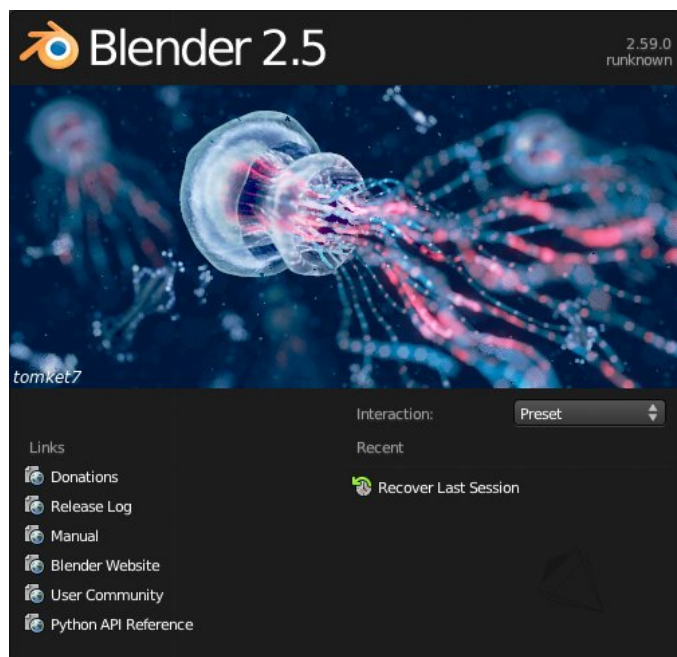 Blender 2.5
2.59.0
runknown
tomket7
Interaction:
Preset
Links
Recent
Donations
Recover Last Session
Release Log
Manual
Blender Website
User Community
Python API Reference